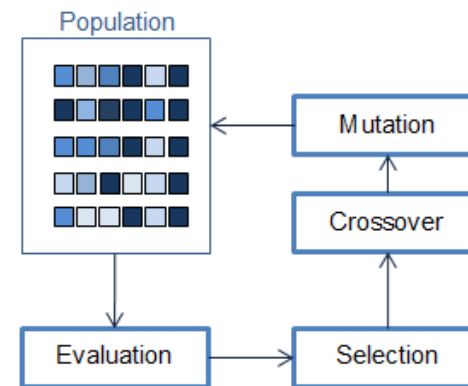 Population
Mutation
Crossover
Evaluation
Selection